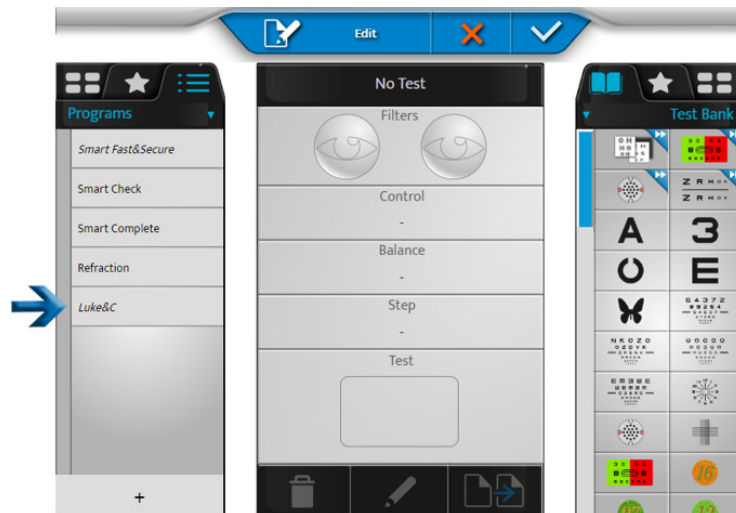 Edit
Programs
Smart Fast&Secure
Smart Check
Smart Complete
Refraction
Luke&C
+
No Test
Filters
Control
-
Balance
-
Step
-
Test
Test Bank
A
3
E
16